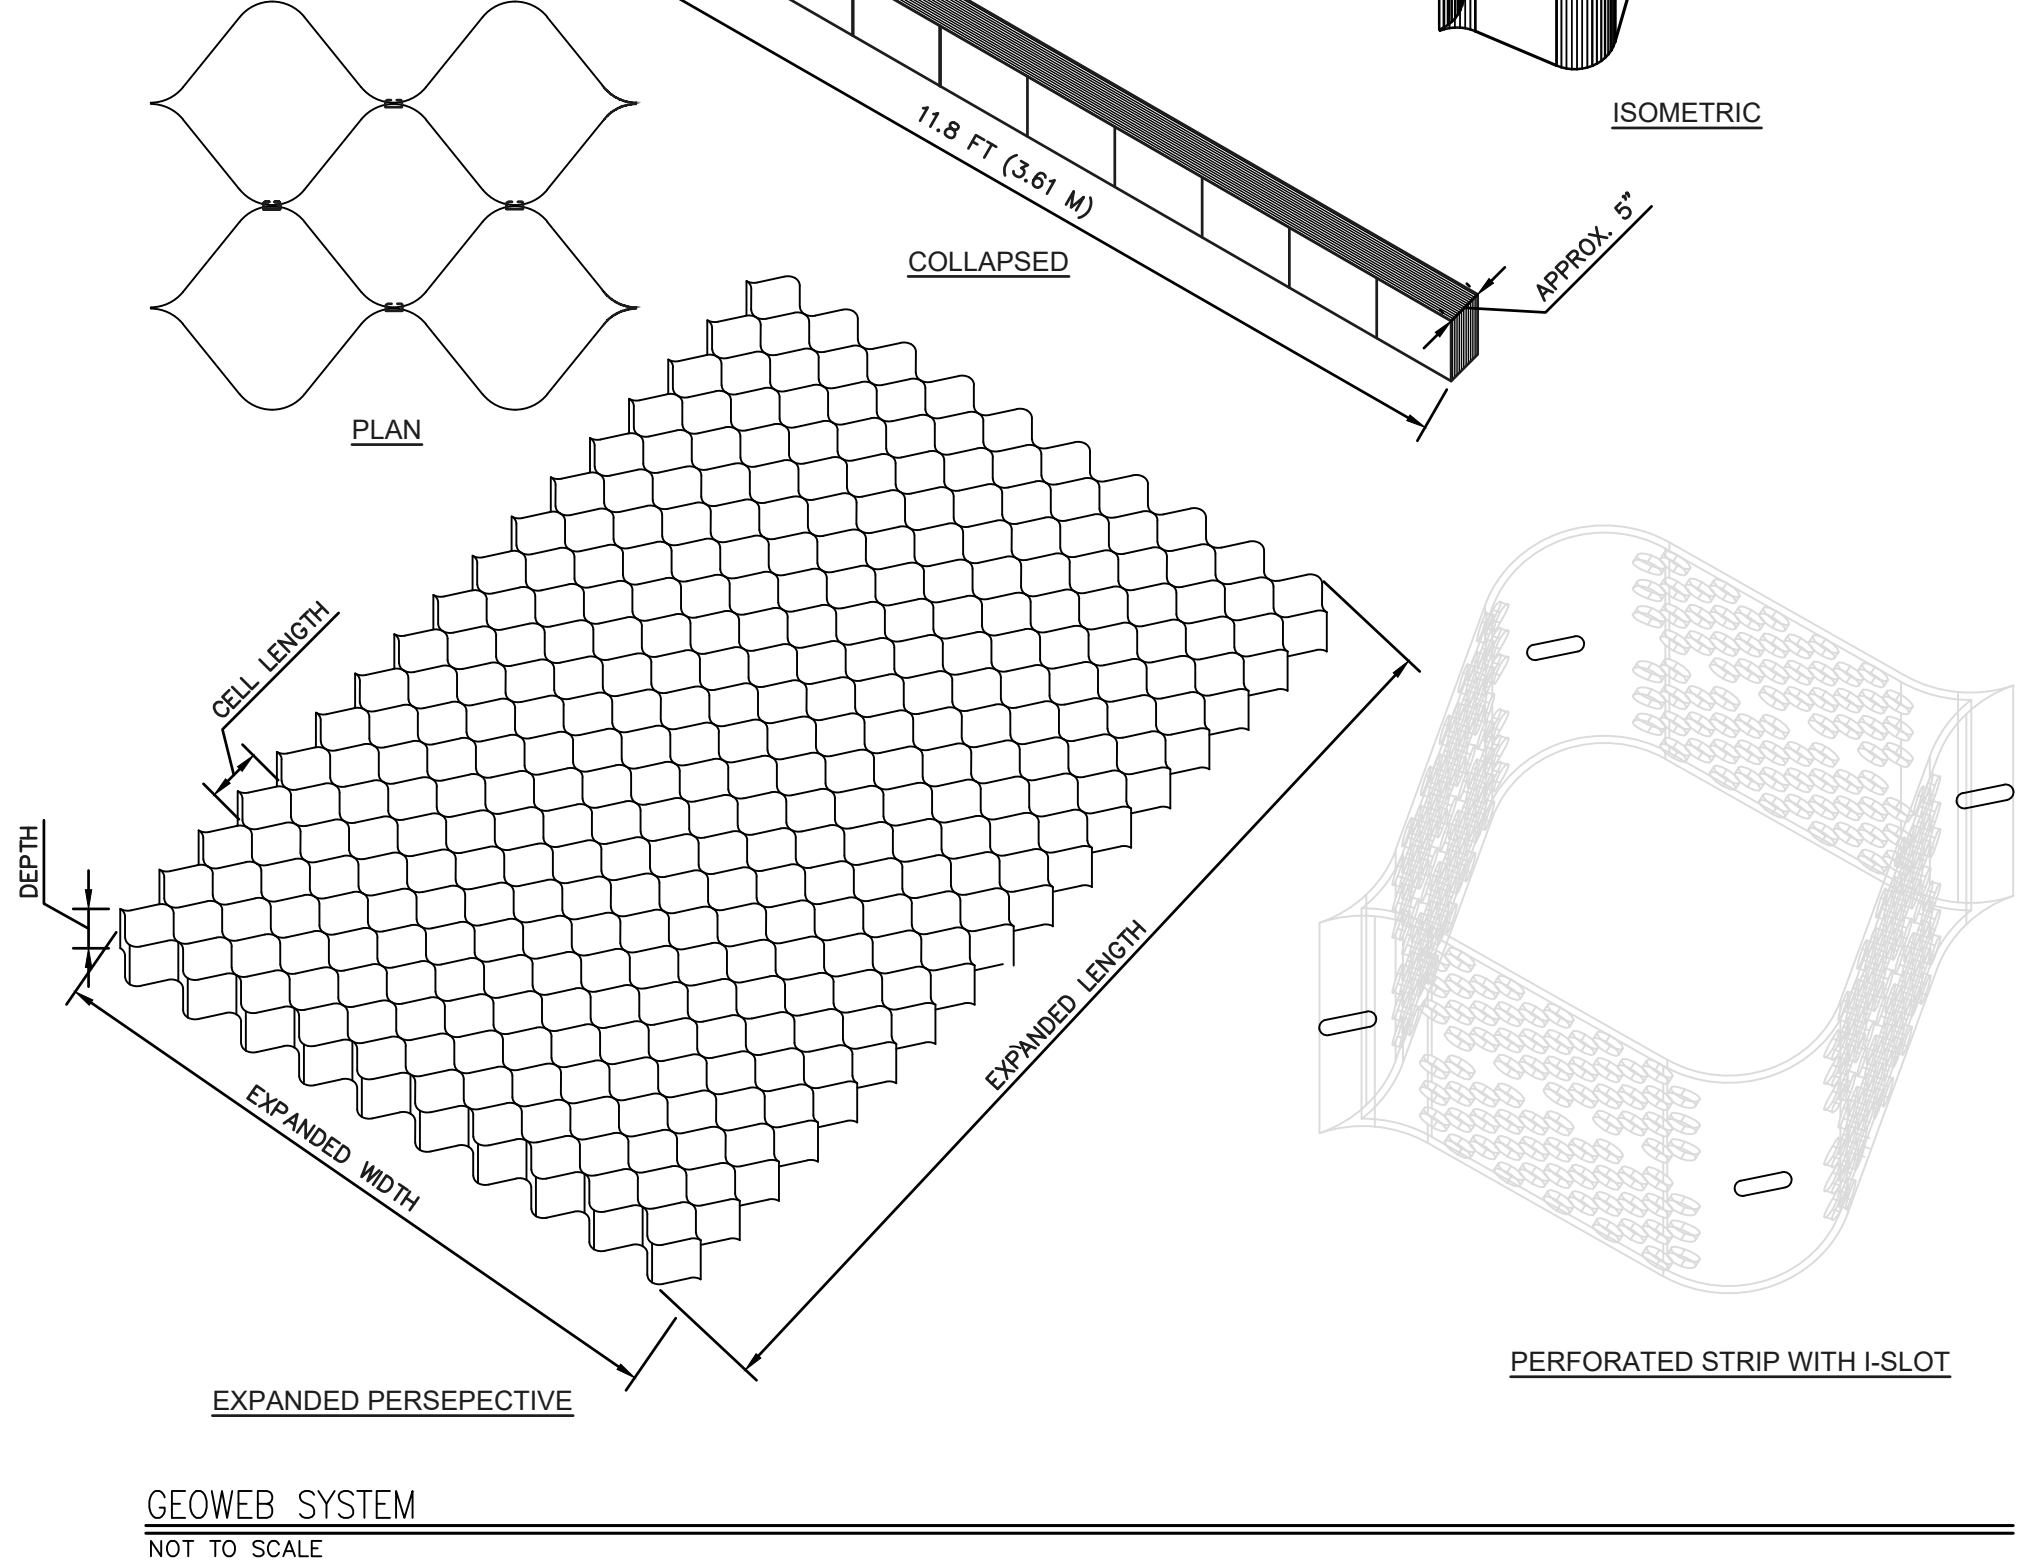 ISOMETRIC
11.8 FT (3.61 M)
APPROX. 5"
COLLAPSED
PLAN
CELL LENGTH
DEPTH
EXPANDED LENGTH
EXPANDED WIDTH
PERFORATED STRIP WITH I-SLOT
EXPANDED PERSEPECTIVE
GEOWEB SYSTEM
NOT TO SCALE